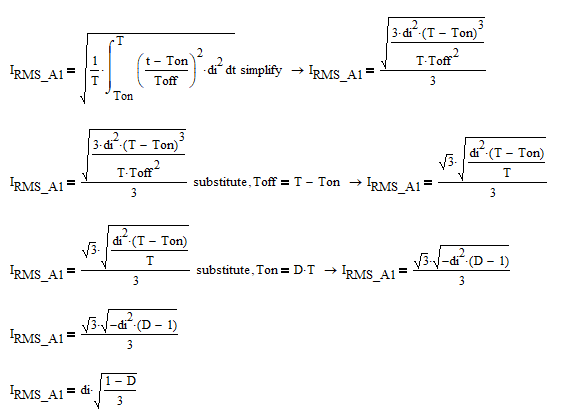 I_RMS_A1 = √(1/T · ∫_Ton^T ((t − Ton)/Toff)² · di² dt) simplify → I_RMS_A1 = √((3·di²·(T − Ton)³)/(T·Toff²))/3
I_RMS_A1 = √((3·di²·(T − Ton)³)/(T·Toff²))/3 substitute, Toff = T − Ton → I_RMS_A1 = (√3·√((di²·(T − Ton))/T))/3
I_RMS_A1 = (√3·√((di²·(T − Ton))/T))/3 substitute, Ton = D·T → I_RMS_A1 = (√3·√(−di²·(D − 1)))/3
I_RMS_A1 = (√3·√(−di²·(D − 1)))/3
I_RMS_A1 = di·√((1 − D)/3)